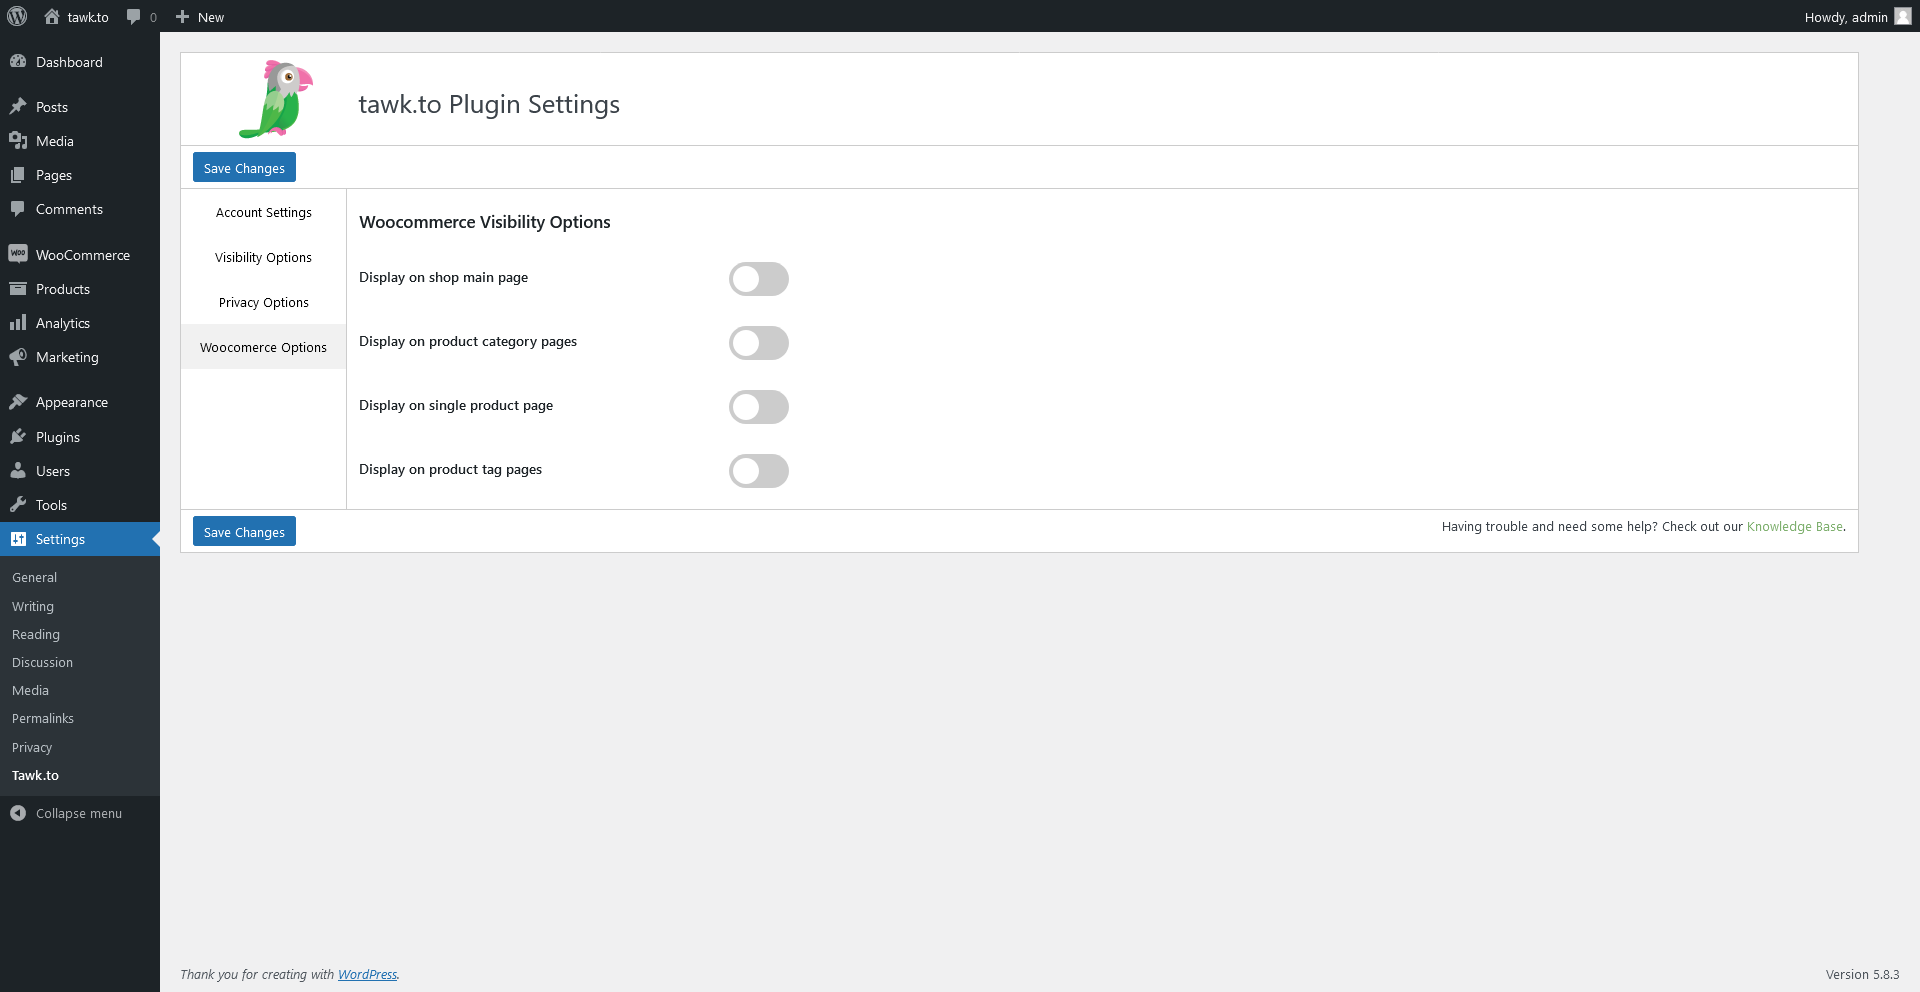 tawk.to 0 New
Howdy, admin
Dashboard
Posts
Media
Pages
Comments
WOO
WooCommerce
Products
Analytics
Marketing
Appearance
Plugins
Users
Tools
Settings
General
Writing
Reading
Discussion
Media
Permalinks
Privacy
Tawk.to
Collapse menu
tawk.to Plugin Settings
Save Changes
Account Settings
Visibility Options
Privacy Options
Woocomerce Options
Woocommerce Visibility Options
Display on shop main page
Display on product category pages
Display on single product page
Display on product tag pages
Save Changes
Having trouble and need some help? Check out our Knowledge Base.
Thank you for creating with WordPress.
Version 5.8.3